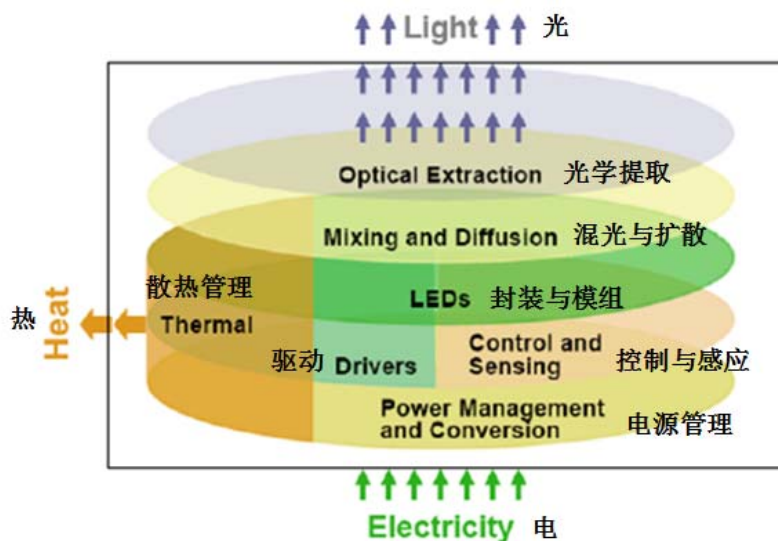 Light 光
Optical Extraction 光学提取
Mixing and Diffusion 混光与扩散
散热管理
LEDs 封装与模组
热 Heat
Thermal
驱动 Drivers
Control and
Sensing
控制与感应
Power Management
and Conversion
电源管理
Electricity 电